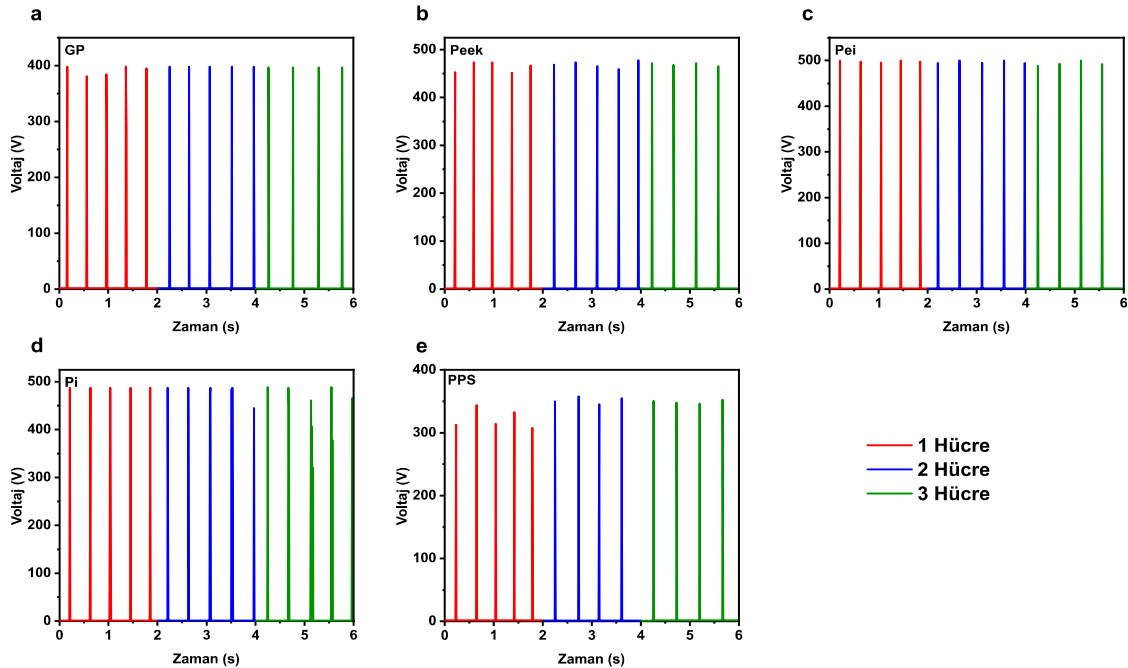 a
GP
Voltaj (V)
400
300
200
100
0
0 1 2 3 4 5 6
Zaman (s)
b
Peek
Voltaj (V)
500
400
300
200
100
0
0 1 2 3 4 5 6
Zaman (s)
c
Pei
Voltaj (V)
500
400
300
200
100
0
0 1 2 3 4 5 6
Zaman (s)
d
Pi
Voltaj (V)
500
400
300
200
100
0
0 1 2 3 4 5 6
Zaman (s)
e
PPS
Voltaj (V)
400
300
200
100
0
0 1 2 3 4 5 6
Zaman (s)
1 Hücre
2 Hücre
3 Hücre